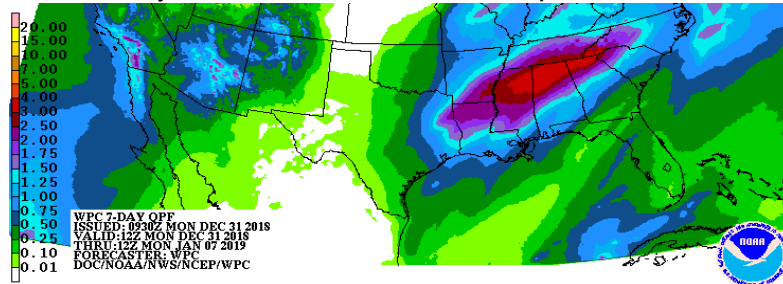 20.00
15.00
10.00
7.00
5.00
4.00
3.00
2.50
2.00
1.75
1.50
1.25
1.00
0.75
0.50
0.25
0.10
0.01
WPC 7-DAY QPF
ISSUED: 0930Z MON DEC 31 2018
VALID:12Z MON DEC 31 2018
THRU:12Z MON JAN 07 2019
FORECASTER: WPC
DOC/NOAA/NWS/NCEP/WPC
NOAA